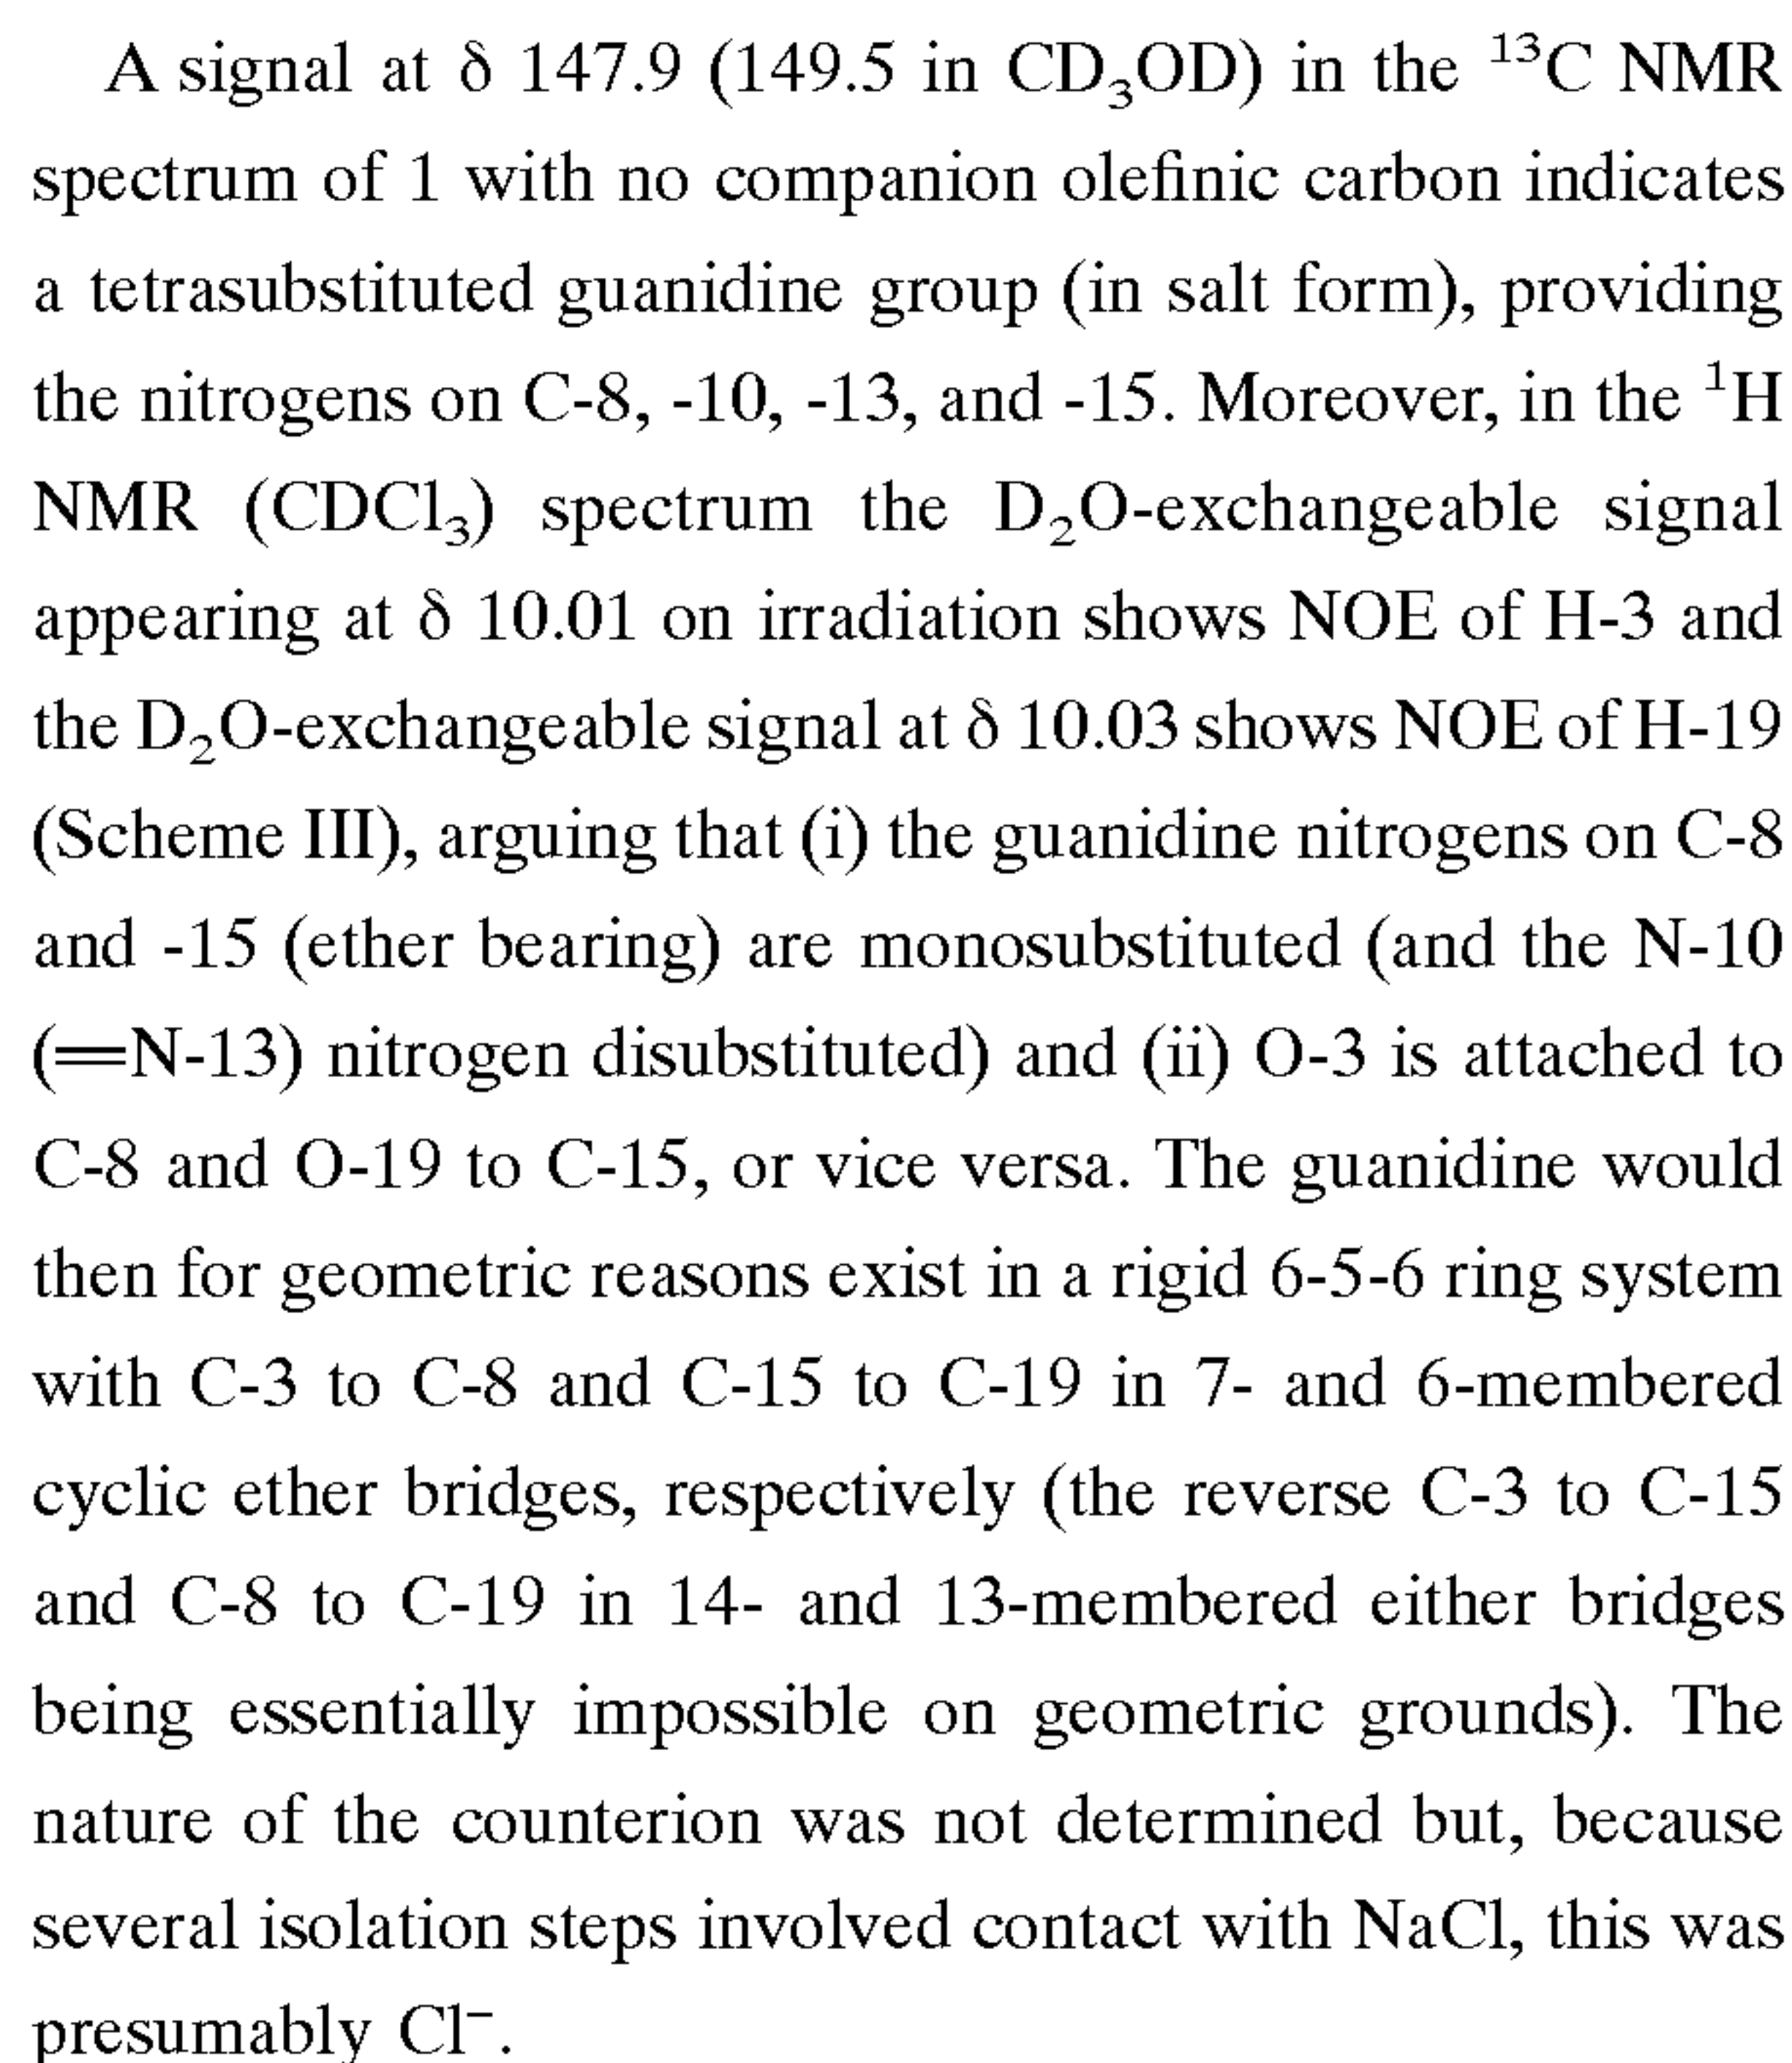 A signal at δ 147.9 (149.5 in CD₃OD) in the ¹³C NMR
spectrum of 1 with no companion olefinic carbon indicates
a tetrasubstituted guanidine group (in salt form), providing
the nitrogens on C-8, -10, -13, and -15. Moreover, in the ¹H
NMR (CDCl₃) spectrum the D₂O-exchangeable signal
appearing at δ 10.01 on irradiation shows NOE of H-3 and
the D₂O-exchangeable signal at δ 10.03 shows NOE of H-19
(Scheme III), arguing that (i) the guanidine nitrogens on C-8
and -15 (ether bearing) are monosubstituted (and the N-10
(=N-13) nitrogen disubstituted) and (ii) O-3 is attached to
C-8 and O-19 to C-15, or vice versa. The guanidine would
then for geometric reasons exist in a rigid 6-5-6 ring system
with C-3 to C-8 and C-15 to C-19 in 7- and 6-membered
cyclic ether bridges, respectively (the reverse C-3 to C-15
and C-8 to C-19 in 14- and 13-membered either bridges
being essentially impossible on geometric grounds). The
nature of the counterion was not determined but, because
several isolation steps involved contact with NaCl, this was
presumably Cl⁻.